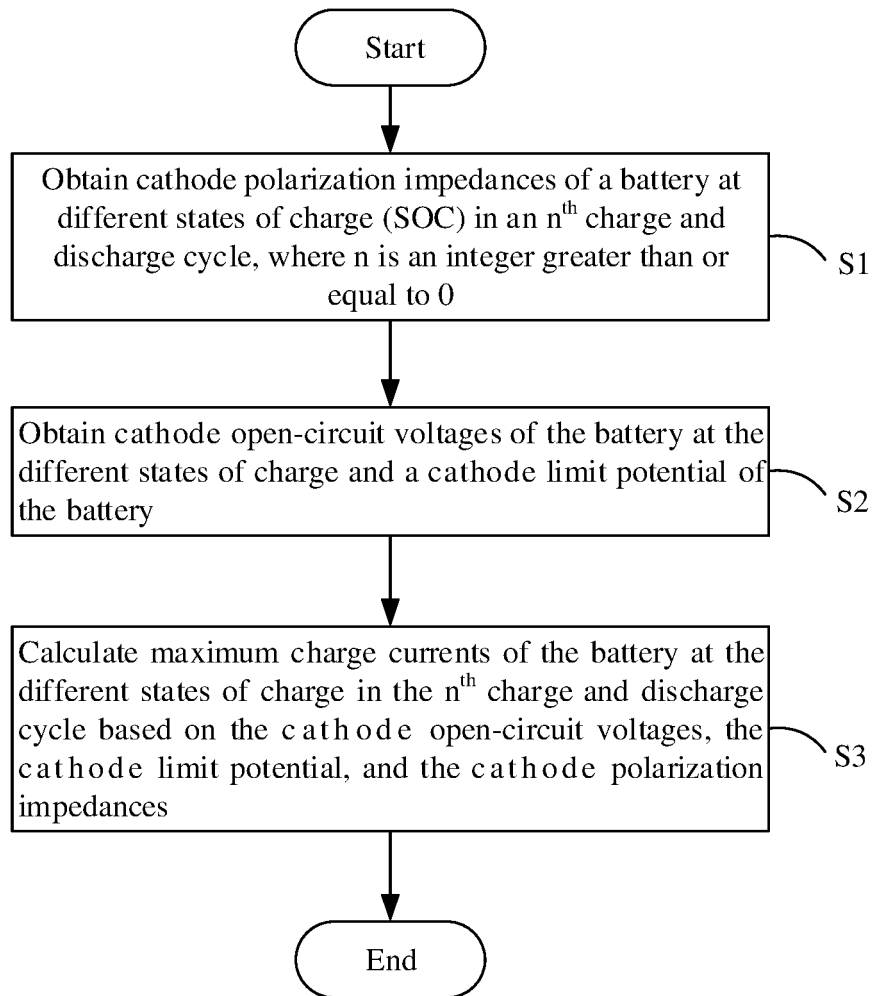 Start
Obtain cathode polarization impedances of a battery at
different states of charge (SOC) in an nth charge and
discharge cycle, where n is an integer greater than or
equal to 0
S1
Obtain cathode open-circuit voltages of the battery at the
different states of charge and a cathode limit potential of
the battery
S2
Calculate maximum charge currents of the battery at the
different states of charge in the nth charge and discharge
cycle based on the cathode open-circuit voltages, the
cathode limit potential, and the cathode polarization
impedances
S3
End